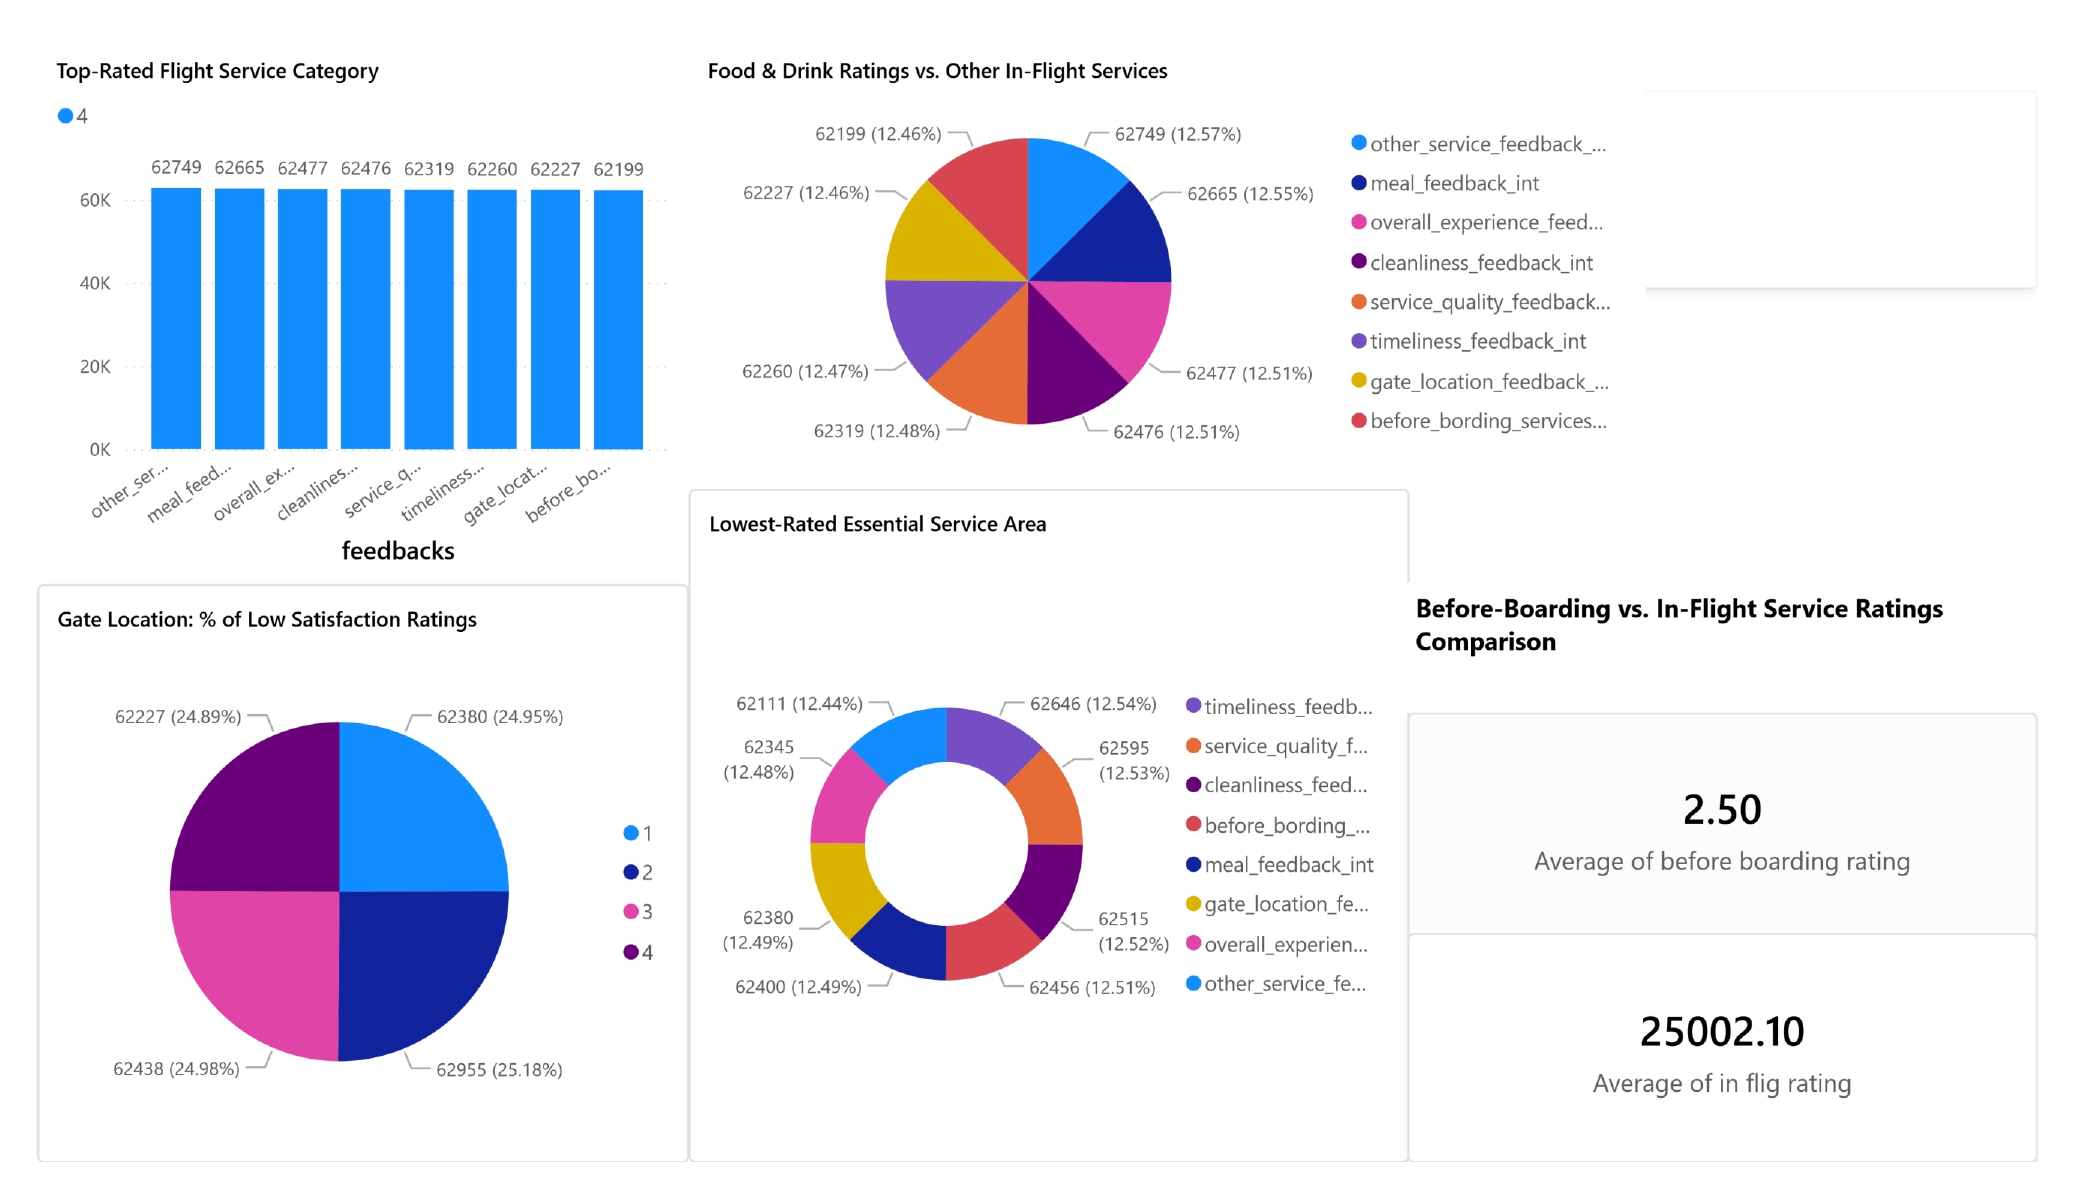 Top-Rated Flight Service Category
4
62749 62665 62477 62476 62319 62260 62227 62199
60K
40K
20K
0K
other_ser...
meal_feed...
overall_ex...
cleanlines...
service_q...
timeliness...
gate_locat...
before_bo...
feedbacks
Food & Drink Ratings vs. Other In-Flight Services
62199 (12.46%)
62749 (12.57%)
62227 (12.46%)
62665 (12.55%)
62260 (12.47%)
62477 (12.51%)
62319 (12.48%)
62476 (12.51%)
other_service_feedback_...
meal_feedback_int
overall_experience_feed...
cleanliness_feedback_int
service_quality_feedback...
timeliness_feedback_int
gate_location_feedback_...
before_bording_services...
Gate Location: % of Low Satisfaction Ratings
62227 (24.89%)
62380 (24.95%)
62438 (24.98%)
62955 (25.18%)
1
2
3
4
Lowest-Rated Essential Service Area
62111 (12.44%)
62646 (12.54%)
62345
(12.48%)
62595
(12.53%)
62380
(12.49%)
62515
(12.52%)
62400 (12.49%)
62456 (12.51%)
timeliness_feedb...
service_quality_f...
cleanliness_feed...
before_bording_...
meal_feedback_int
gate_location_fe...
overall_experien...
other_service_fe...
Before-Boarding vs. In-Flight Service Ratings
Comparison
2.50
Average of before boarding rating
25002.10
Average of in flig rating